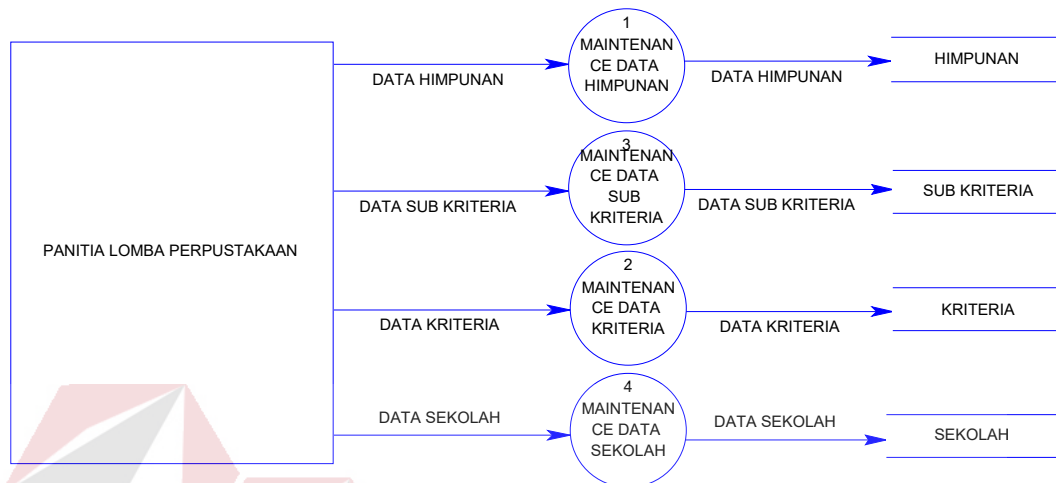 1
MAINTENAN
CE DATA
HIMPUNAN
DATA HIMPUNAN
DATA HIMPUNAN
HIMPUNAN
3
MAINTENAN
CE DATA
SUB
KRITERIA
DATA SUB KRITERIA
DATA SUB KRITERIA
SUB KRITERIA
PANITIA LOMBA PERPUSTAKAAN
2
MAINTENAN
CE DATA
KRITERIA
DATA KRITERIA
DATA KRITERIA
KRITERIA
4
MAINTENAN
CE DATA
SEKOLAH
DATA SEKOLAH
DATA SEKOLAH
SEKOLAH